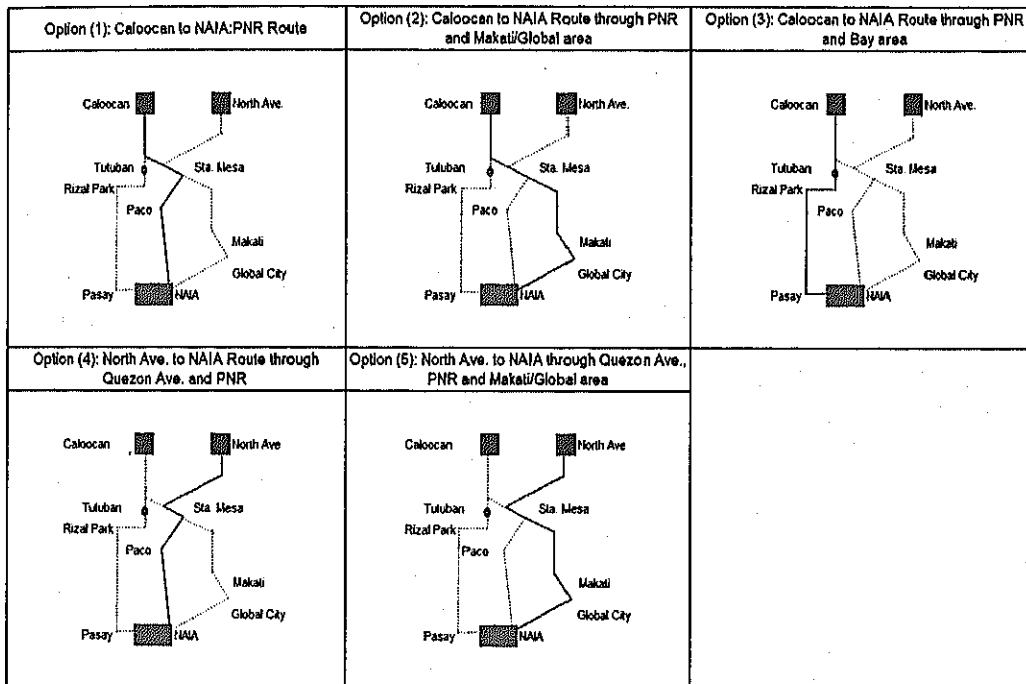 Option (1): Caloocan to NAIA:PNR Route
Option (2): Caloocan to NAIA Route through PNR
and Makati/Global area
Option (3): Caloocan to NAIA Route through PNR
and Bay area
Caloocan
North Ave.
Tutuban
Sta. Mesa
Rizal Park
Paco
Makati
Global City
Pasay
NAIA
Caloocan
North Ave.
Tutuban
Sta. Mesa
Rizal Park
Paco
Makati
Global City
Pasay
NAIA
Caloocan
North Ave.
Tutuban
Sta. Mesa
Rizal Park
Paco
Makati
Global City
Pasay
NAIA
Option (4): North Ave. to NAIA Route through
Quezon Ave. and PNR
Option (5): North Ave. to NAIA through Quezon Ave.,
PNR and Makati/Global area
Caloocan
North Ave
Tutuban
Sta. Mesa
Rizal Park
Paco
Makati
Global City
Pasay
NAIA
Caloocan
North Ave.
Tutuban
Sta. Mesa
Rizal Park
Paco
Makati
Global City
Pasay
NAIA